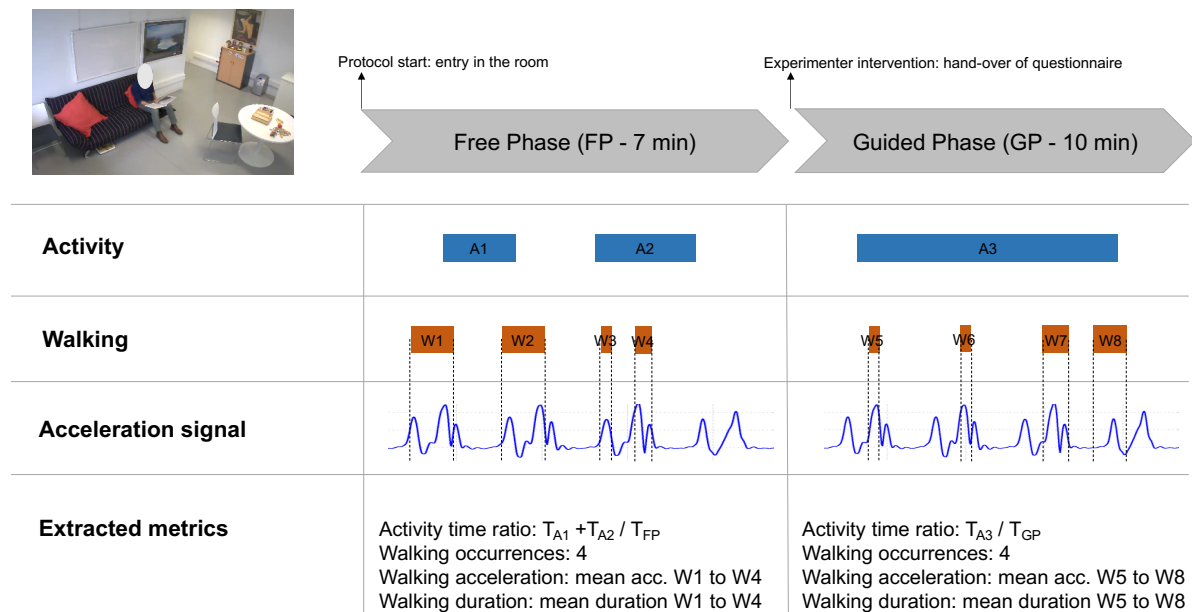 Protocol start: entry in the room
Experimenter intervention: hand-over of questionnaire
Free Phase (FP - 7 min)
Guided Phase (GP - 10 min)
Activity
A1
A2
A3
Walking
W1
W2
W3
W4
W5
W6
W7
W8
Acceleration signal
Extracted metrics
Activity time ratio: TA1 +TA2 / TFP
Walking occurrences: 4
Walking acceleration: mean acc. W1 to W4
Walking duration: mean duration W1 to W4
Activity time ratio: TA3 / TGP
Walking occurrences: 4
Walking acceleration: mean acc. W5 to W8
Walking duration: mean duration W5 to W8